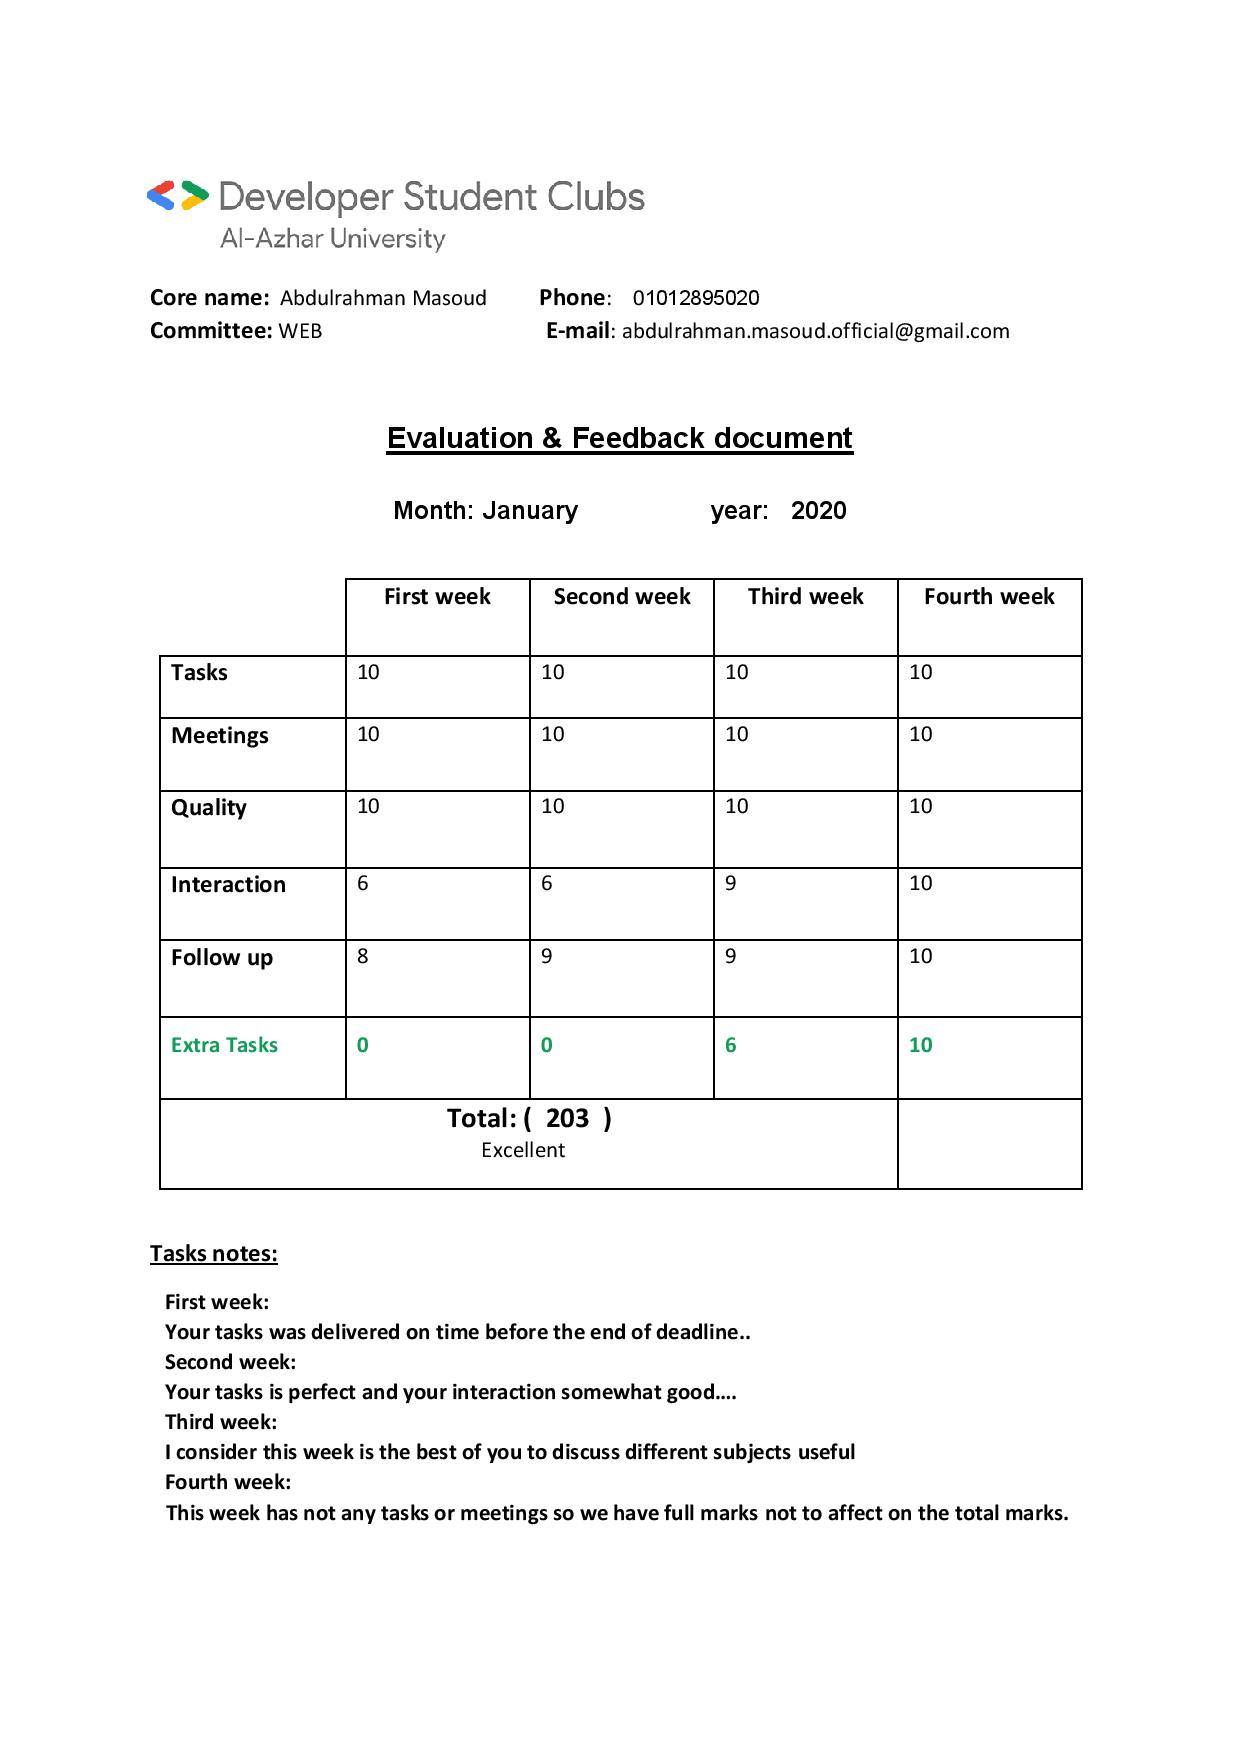 Developer Student Clubs
Al-Azhar University
Core name: Abdulrahman Masoud Phone: 01012895020
Committee: WEB E-mail: abdulrahman.masoud.official@gmail.com
Evaluation & Feedback document
Month: January year: 2020
First week Second week Third week Fourth week
Tasks 10 10 10 10
Meetings 10 10 10 10
Quality 10 10 10 10
Interaction 6 6 9 10
Follow up 8 9 9 10
Extra Tasks 0 0 6 10
Total: ( 203 )
Excellent
Tasks notes:
First week:
Your tasks was delivered on time before the end of deadline..
Second week:
Your tasks is perfect and your interaction somewhat good....
Third week:
I consider this week is the best of you to discuss different subjects useful
Fourth week:
This week has not any tasks or meetings so we have full marks not to affect on the total marks.